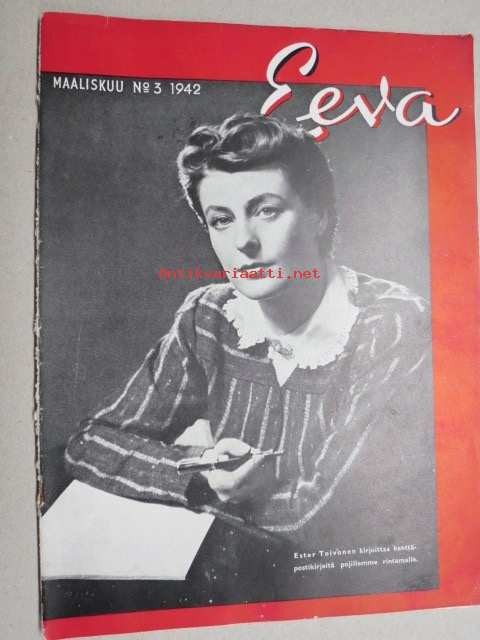 MAALISKUU No 3 1942
Eeva
Antikvariaatti.net
Ester Toivonen kirjoittaa kenttä-
postikirjeitä pojillemme rintamalle.